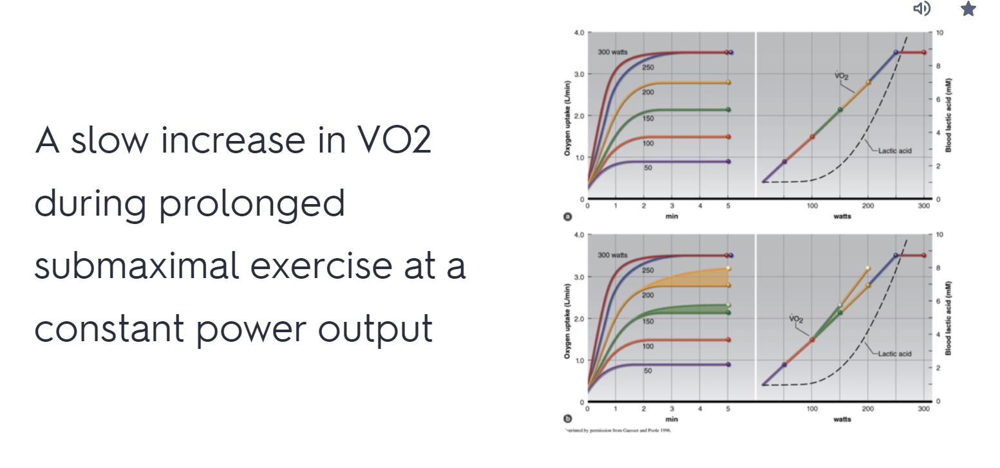 A slow increase in VO2
during prolonged
submaximal exercise at a
constant power output
4.0
3.0
2.0
1.0
0
Oxygen uptake (L/min)
300 watts
250
200
150
100
50
0 1 2 3 4 5
min
V̇O2
Lactic acid
100 200 300
watts
10
8
6
4
2
0
Blood lactic acid (mM)
a
4.0
3.0
2.0
1.0
0
Oxygen uptake (L/min)
300 watts
250
200
150
100
50
0 1 2 3 4 5
min
V̇O2
Lactic acid
100 200 300
watts
10
8
6
4
2
0
Blood lactic acid (mM)
b
printed by permission from Gaesser and Poole 1996.